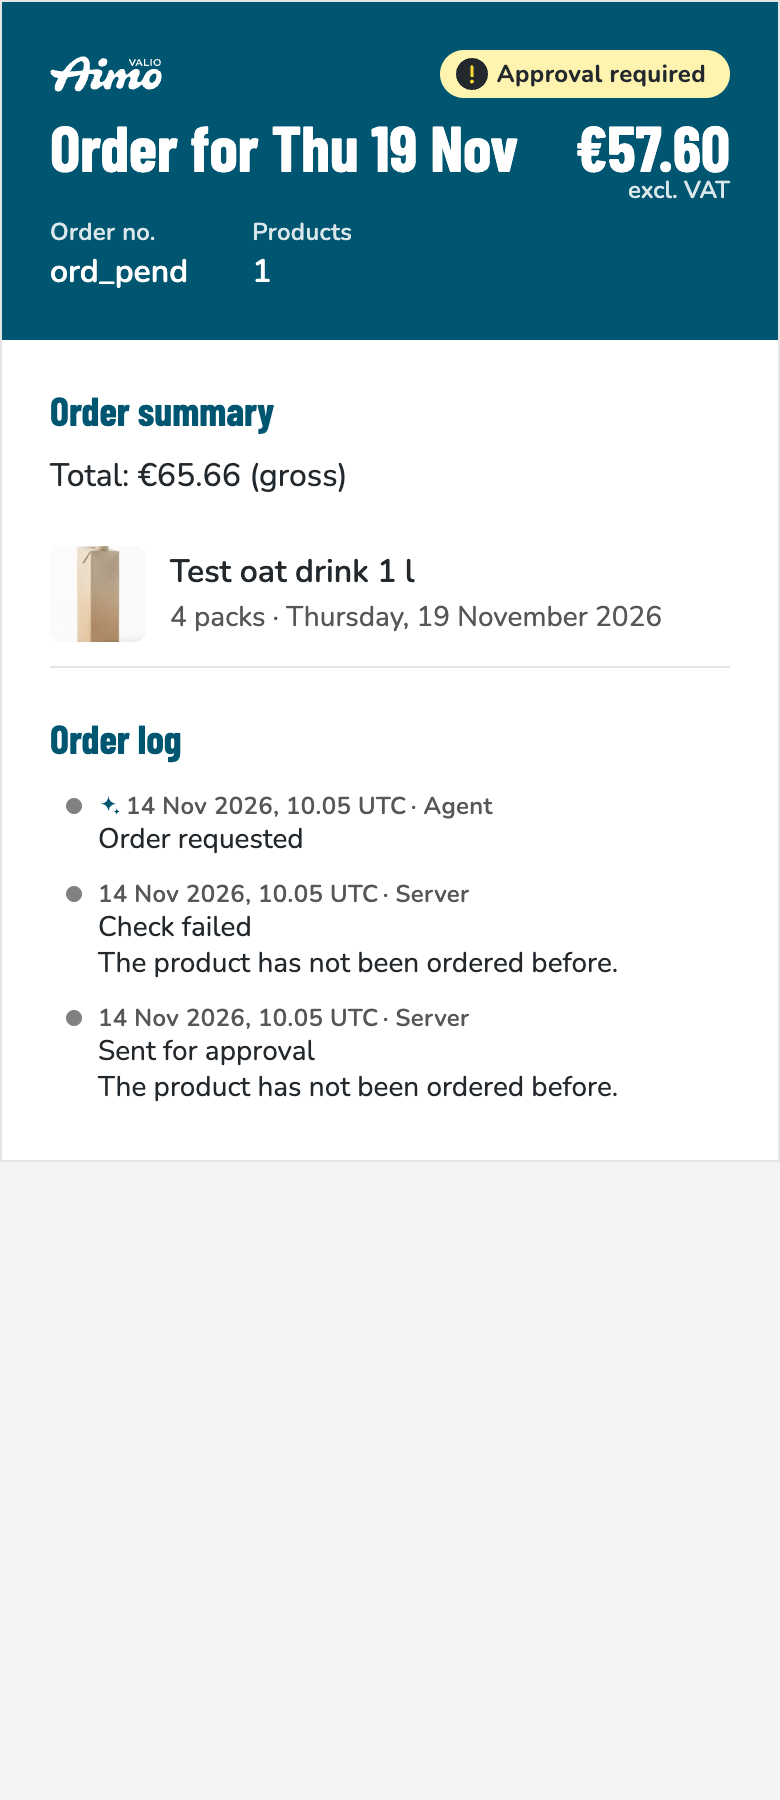 Aimo VALIO
Approval required
Order for Thu 19 Nov
€57.60
excl. VAT
Order no.
Products
ord_pend
1
Order summary
Total: €65.66 (gross)
Test oat drink 1 l
4 packs · Thursday, 19 November 2026
Order log
14 Nov 2026, 10.05 UTC · Agent
Order requested
14 Nov 2026, 10.05 UTC · Server
Check failed
The product has not been ordered before.
14 Nov 2026, 10.05 UTC · Server
Sent for approval
The product has not been ordered before.